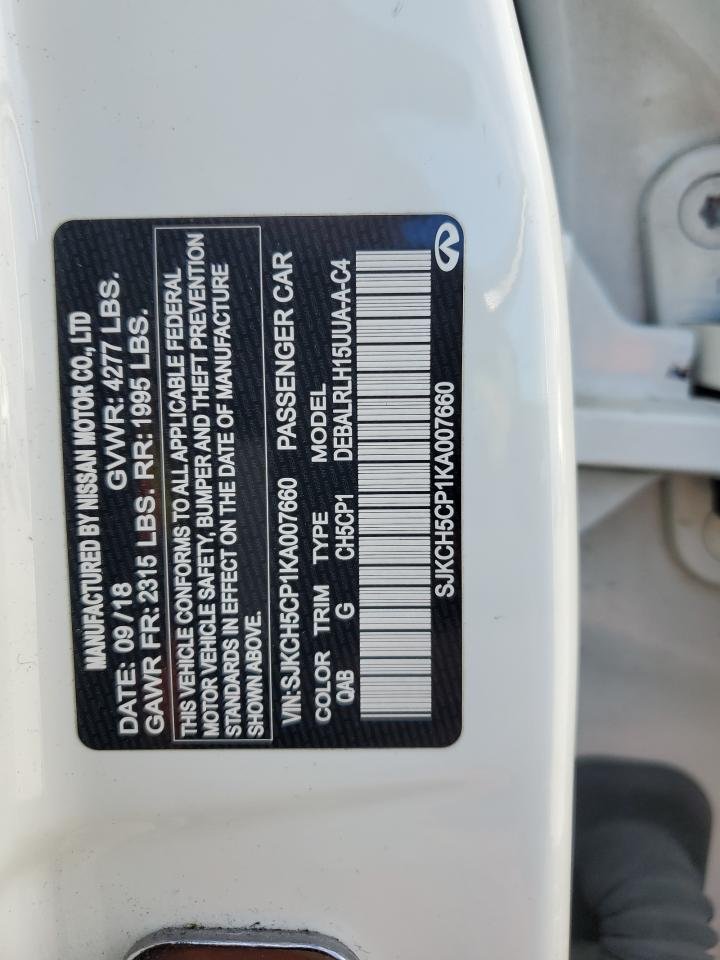 MANUFACTURED BY NISSAN MOTOR CO., LTD
DATE: 09/18 GVWR: 4277 LBS.
GAWR FR: 2315 LBS. RR: 1995 LBS.
THIS VEHICLE CONFORMS TO ALL APPLICABLE FEDERAL
MOTOR VEHICLE SAFETY, BUMPER AND THEFT PREVENTION
STANDARDS IN EFFECT ON THE DATE OF MANUFACTURE
SHOWN ABOVE.
VIN:SJKCH5CP1KA007660 PASSENGER CAR
COLOR TRIM TYPE MODEL
QAB G CH5CP1 DEBALRLH15UUA-A-C4
SJKCH5CP1KA007660